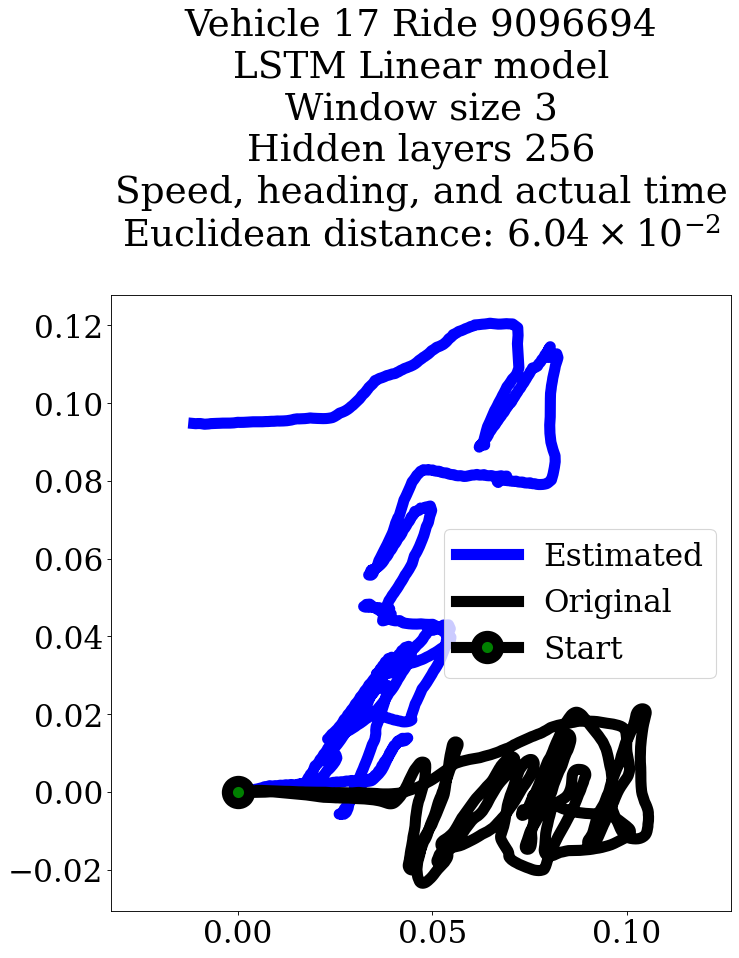 Vehicle 17 Ride 9096694
LSTM Linear model
Window size 3
Hidden layers 256
Speed, heading, and actual time
Euclidean distance: 6.04 × 10⁻²
0.12
0.10
0.08
0.06
0.04
0.02
0.00
−0.02
Estimated
Original
Start
0.00 0.05 0.10